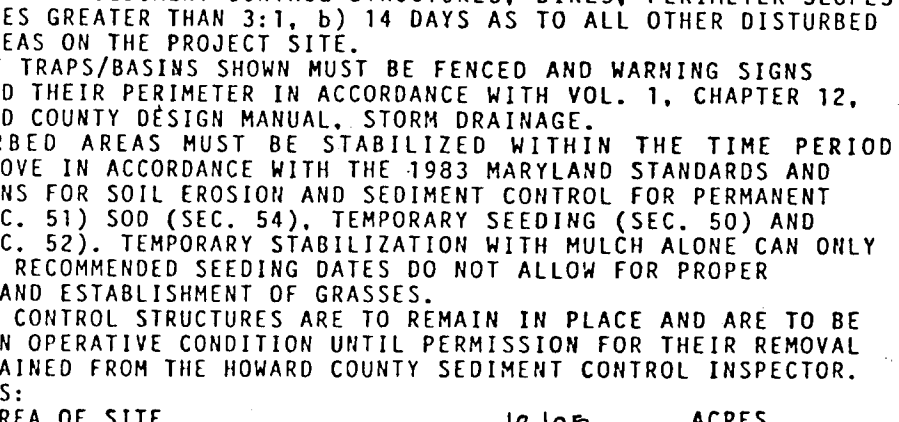 ES GREATER THAN 3:1, b) 14 DAYS AS TO ALL OTHER DISTURBED
EAS ON THE PROJECT SITE.
TRAPS/BASINS SHOWN MUST BE FENCED AND WARNING SIGNS
D THEIR PERIMETER IN ACCORDANCE WITH VOL. 1, CHAPTER 12,
D COUNTY DESIGN MANUAL, STORM DRAINAGE.
RBED AREAS MUST BE STABILIZED WITHIN THE TIME PERIOD
OVE IN ACCORDANCE WITH THE 1983 MARYLAND STANDARDS AND
NS FOR SOIL EROSION AND SEDIMENT CONTROL FOR PERMANENT
C. 51) SOD (SEC. 54), TEMPORARY SEEDING (SEC. 50) AND
C. 52). TEMPORARY STABILIZATION WITH MULCH ALONE CAN ONLY
RECOMMENDED SEEDING DATES DO NOT ALLOW FOR PROPER
AND ESTABLISHMENT OF GRASSES.
CONTROL STRUCTURES ARE TO REMAIN IN PLACE AND ARE TO BE
N OPERATIVE CONDITION UNTIL PERMISSION FOR THEIR REMOVAL
AINED FROM THE HOWARD COUNTY SEDIMENT CONTROL INSPECTOR.
S:
REA OF SITE ACRES